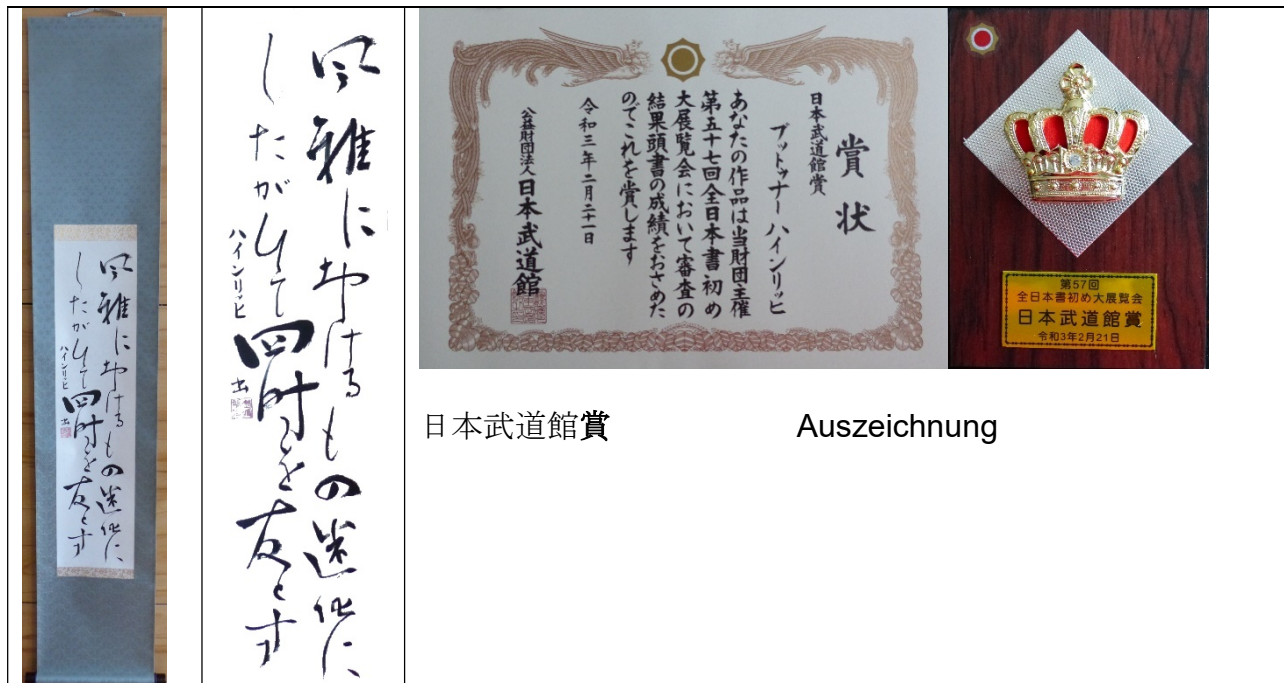 風雅におけるもの造化に
したがひて四時を友とす
ハインリッヒ
風雅におけるもの造化に
したがひて四時を友とす
ハインリッヒ
賞状
日本武道館賞
ハインリッヒ
あなたの作品は当財団主催
第五十七回全日本書初め
大展覧会において審査の
結果頭書の成績をおさめた
のでこれを賞します
令和三年二月二十一日
公益財団法人日本武道館
第57回
全日本書初め大展覧会
日本武道館賞
令和3年2月21日
日本武道館賞 Auszeichnung